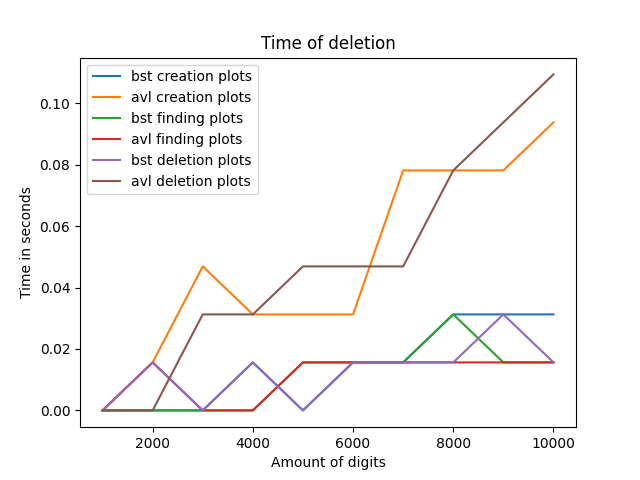 Time of deletion
bst creation plots
avl creation plots
bst finding plots
avl finding plots
bst deletion plots
avl deletion plots
0.10
0.08
0.06
0.04
0.02
0.00
Time in seconds
2000 4000 6000 8000 10000
Amount of digits